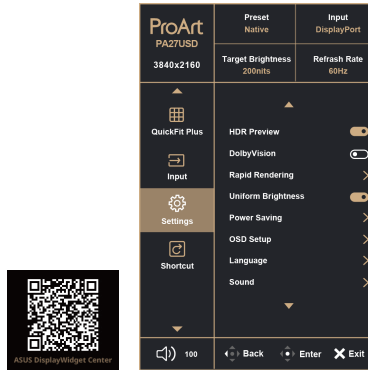 ProArt
PA27USD
3840x2160
Preset
Native
Input
DisplayPort
Target Brightness
200nits
Refrash Rate
60Hz
QuickFit Plus
Input
Settings
Shortcut
HDR Preview
DolbyVision
Rapid Rendering
Uniform Brightness
Power Saving
OSD Setup
Language
Sound
ASUS DisplayWidget Center
100
Back
Enter
Exit